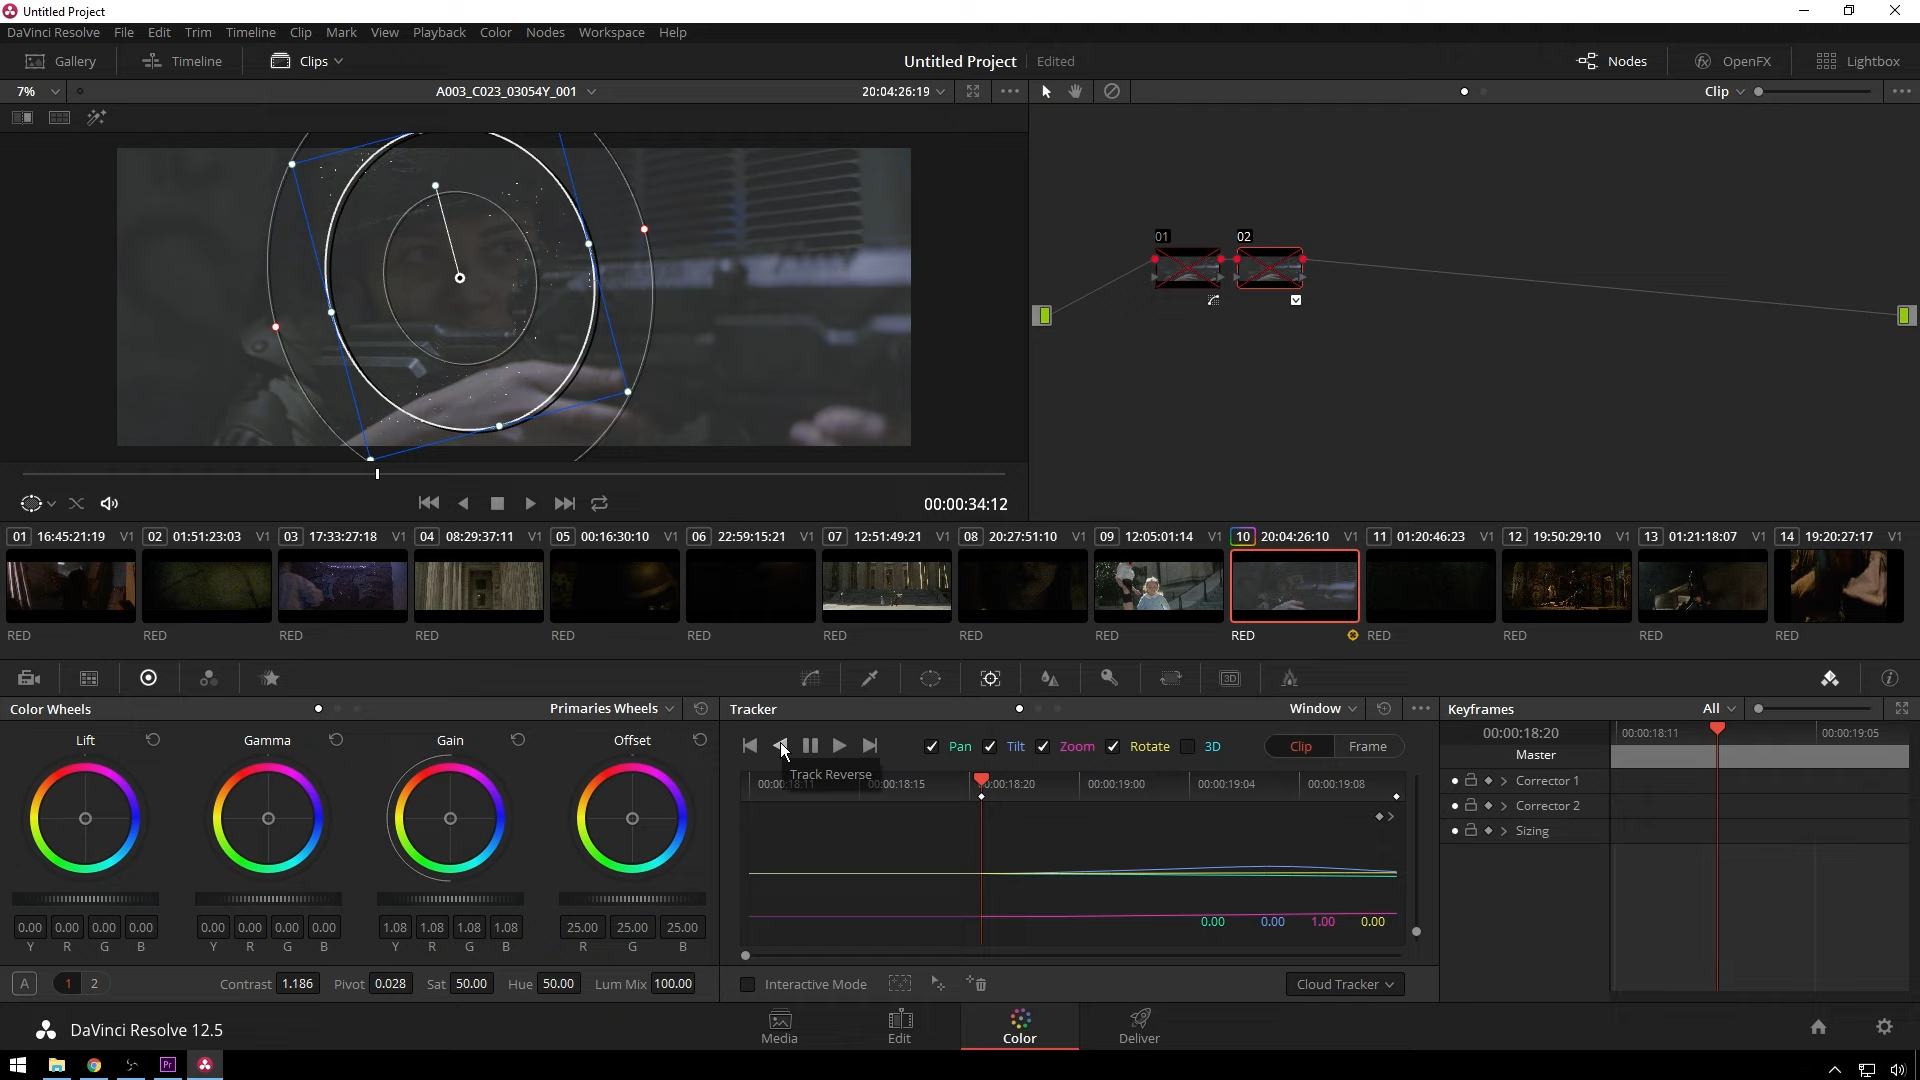 Untitled Project
DaVinci Resolve File Edit Trim Timeline Clip Mark View Playback Color Nodes Workspace Help
Gallery Timeline Clips Untitled Project Edited Nodes OpenFX Lightbox
7% A003_C023_03054Y_001 20:04:26:19 Clip
01 02
00:00:34:12
01 16:45:21:19 V1 02 01:51:23:03 V1 03 17:33:27:18 V1 04 08:29:37:11 V1 05 00:16:30:10 V1 06 22:59:15:21 V1 07 12:51:49:21 V1 08 20:27:51:10 V1 09 12:05:01:14 V1 10 20:04:26:10 V1 11 01:20:46:23 V1 12 19:50:29:10 V1 13 01:21:18:07 V1 14 19:20:27:17 V1
RED RED RED RED RED RED RED RED RED RED RED RED RED RED
3D
Color Wheels Primaries Wheels Tracker Window Keyframes All
Lift Gamma Gain Offset
Pan Tilt Zoom Rotate 3D Clip Frame
00:00:18:20 00:00:18:11 00:00:19:05
Master
Track Reverse
00:00:18:11 00:00:18:15 00:00:18:20 00:00:19:00 00:00:19:04 00:00:19:08
Corrector 1
Corrector 2
Sizing
0.00 0.00 1.00 0.00
0.00 0.00 0.00 0.00 0.00 0.00 0.00 0.00 1.08 1.08 1.08 1.08 25.00 25.00 25.00
Y R G B Y R G B Y R G B R G B
A 1 2 Contrast 1.186 Pivot 0.028 Sat 50.00 Hue 50.00 Lum Mix 100.00 Interactive Mode Cloud Tracker
DaVinci Resolve 12.5 Media Edit Color Deliver
Pr